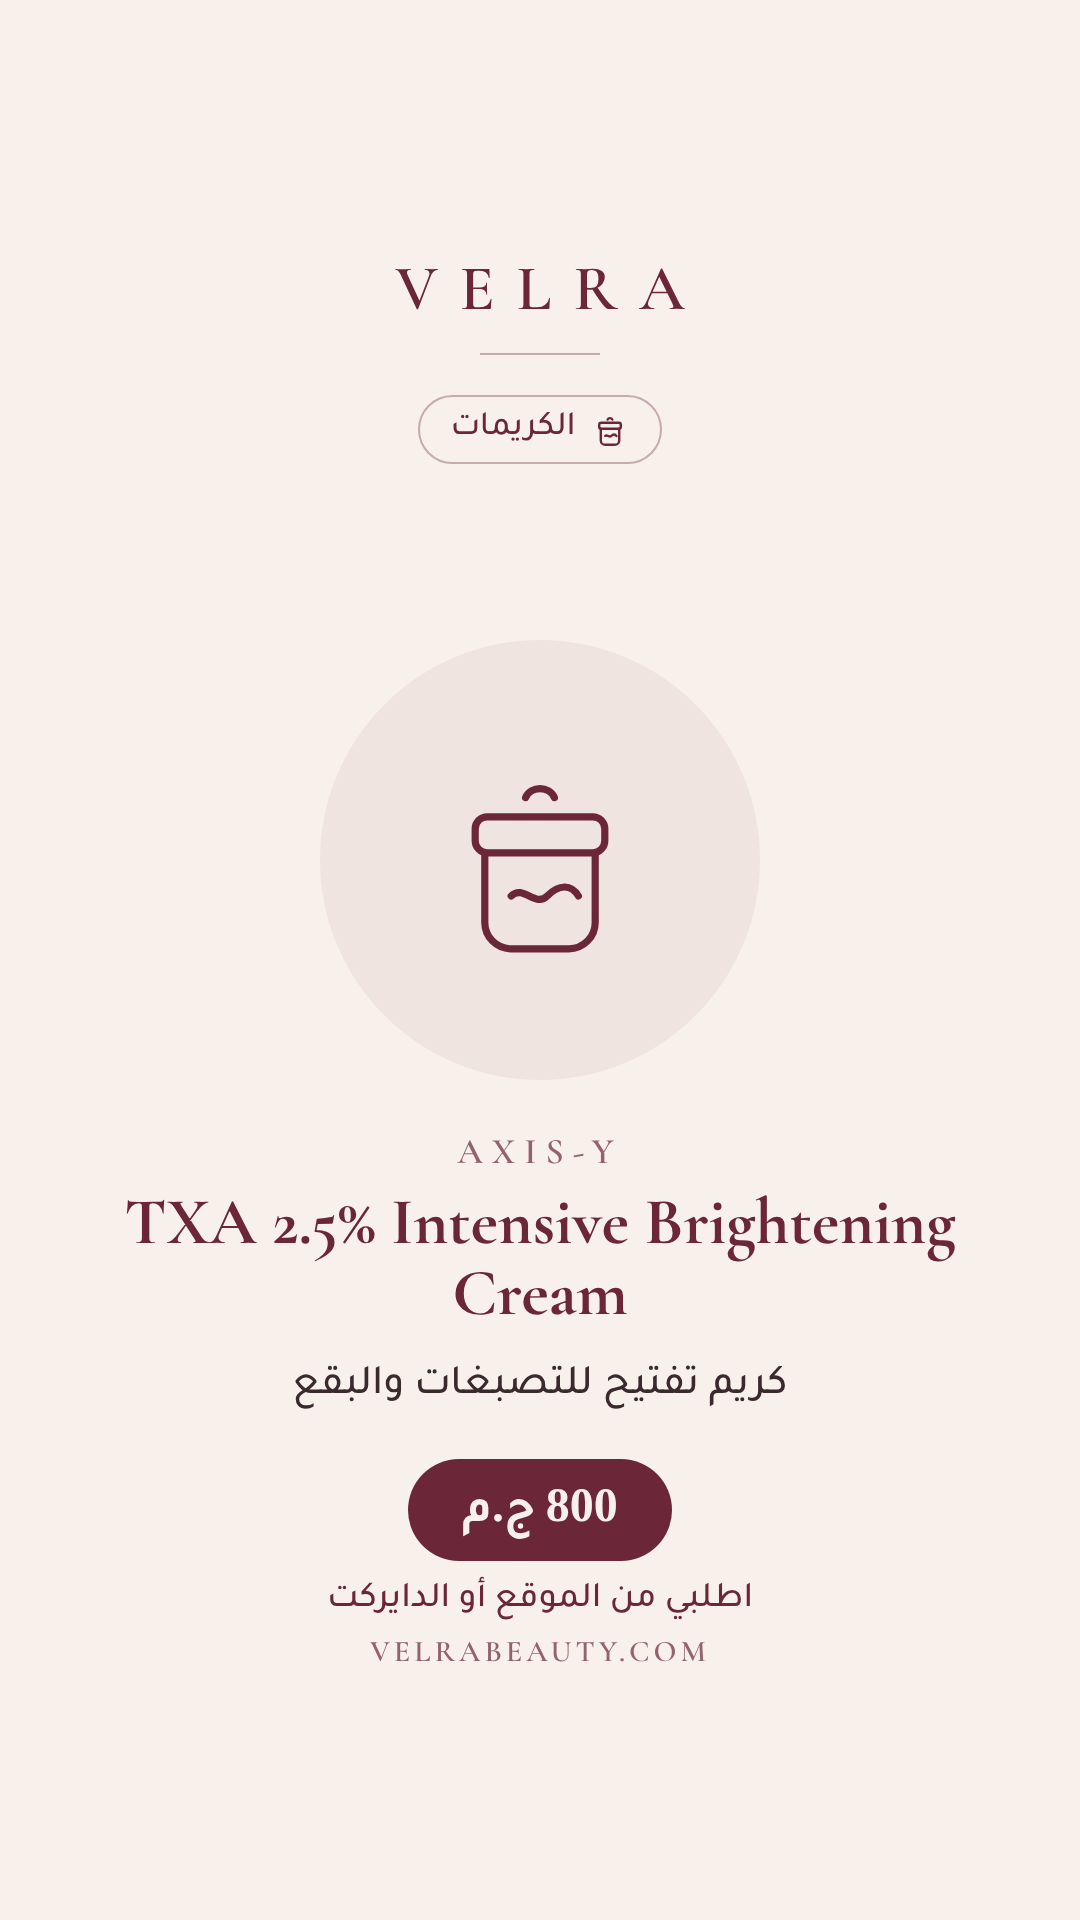 VELRA
الكريمات
AXIS-Y
TXA 2.5% Intensive Brightening
Cream
كريم تفتيح للتصبغات والبقع
800 ج.م
اطلبي من الموقع أو الدايركت
VELRABEAUTY.COM